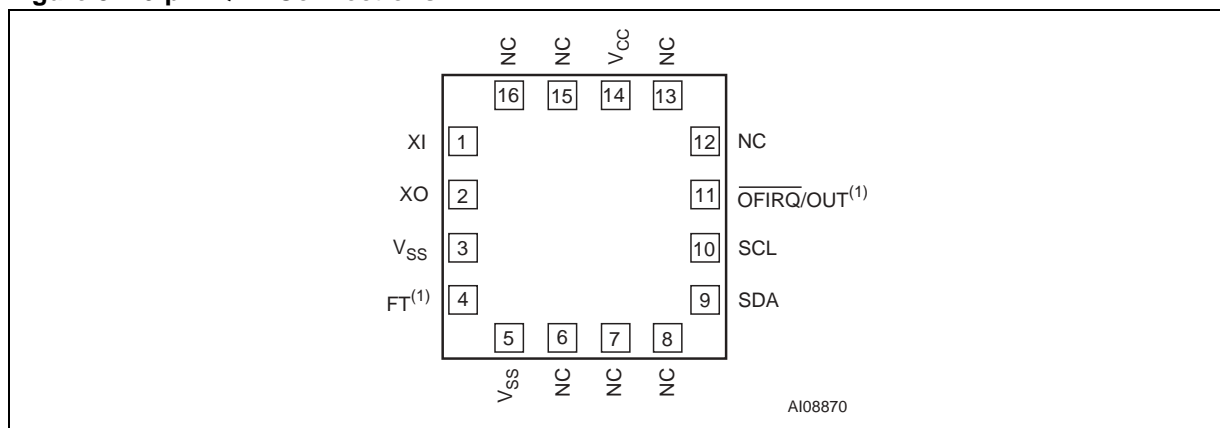 NC NC VCC NC
16 15 14 13
XI 1 12 NC
XO 2 11 OFIRQ/OUT(1)
VSS 3 10 SCL
FT(1) 4 9 SDA
5 6 7 8
VSS NC NC NC
AI08870